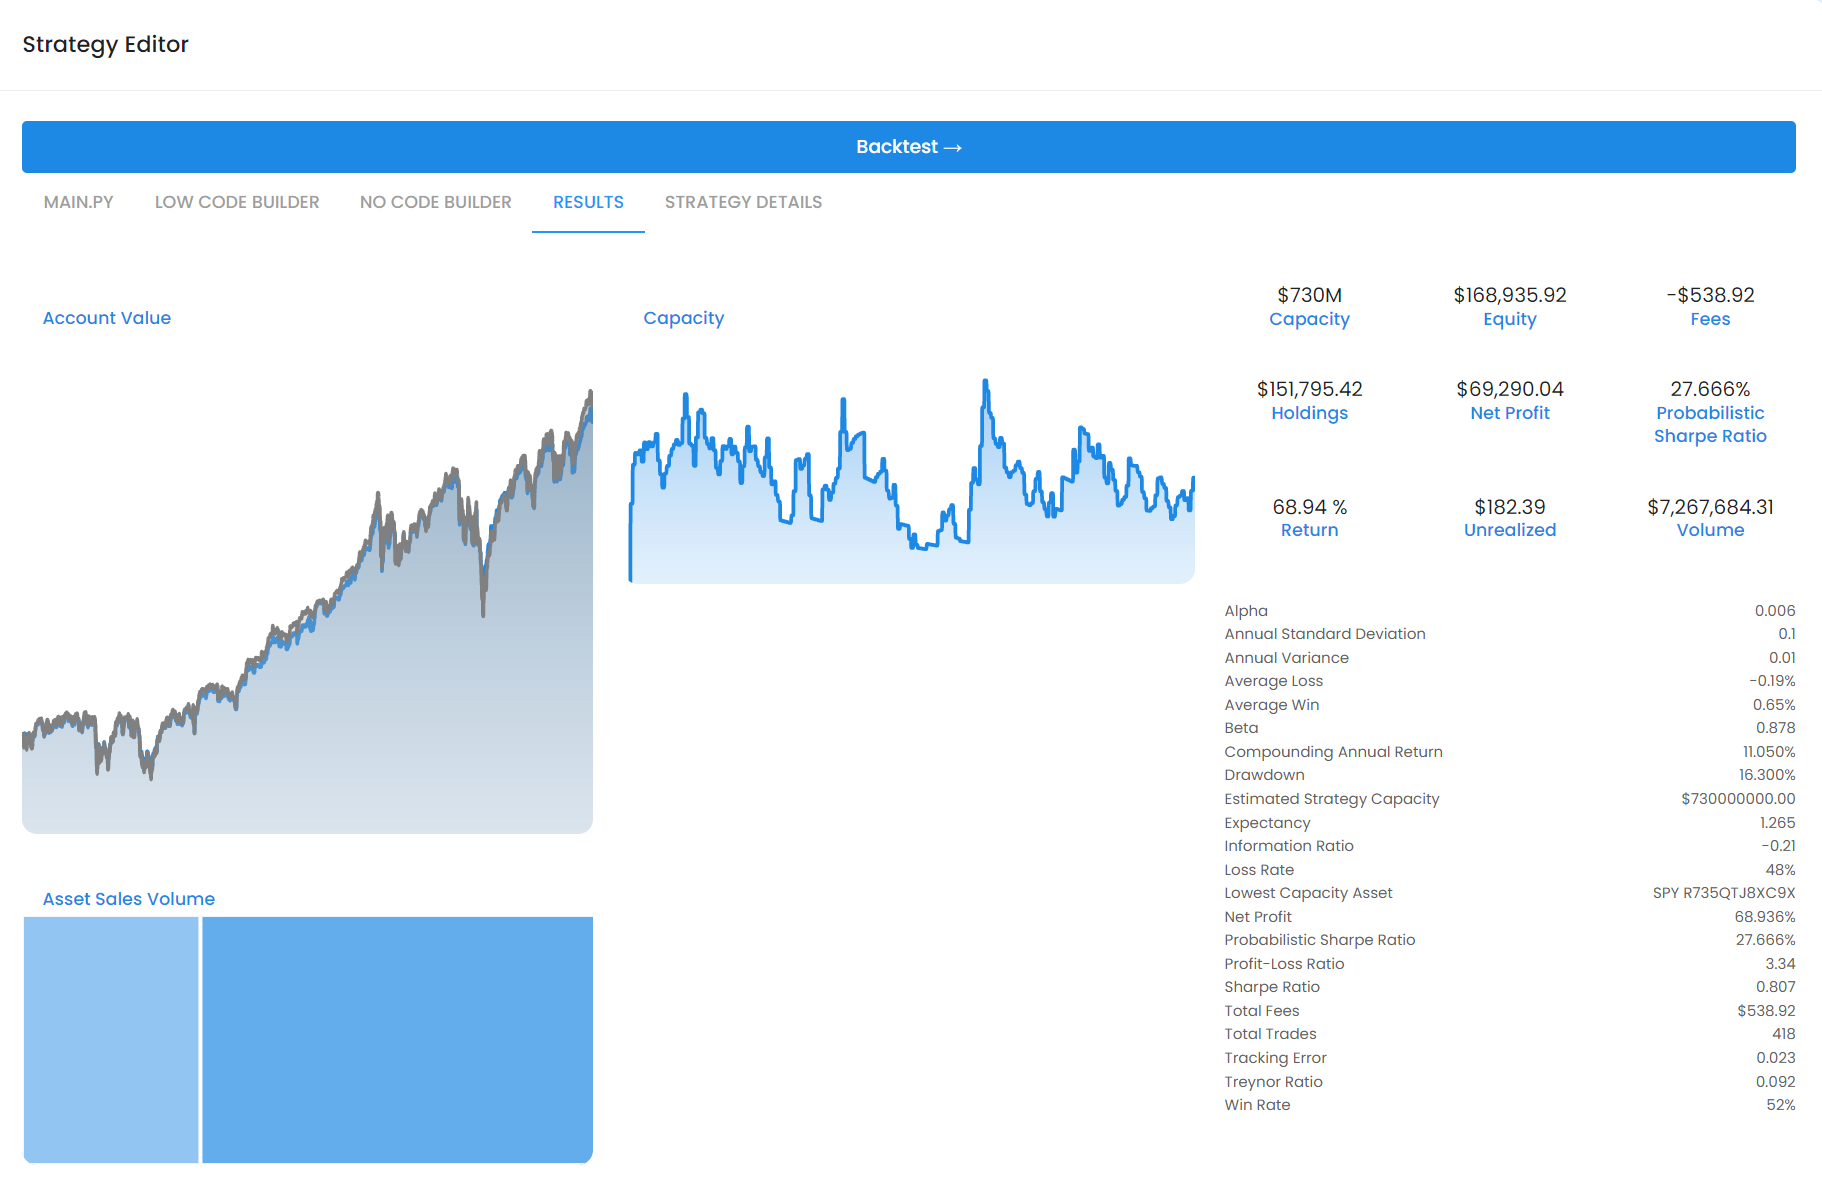 Strategy Editor
Backtest →
MAIN.PY LOW CODE BUILDER NO CODE BUILDER RESULTS STRATEGY DETAILS
Account Value
Capacity
$730M $168,935.92 -$538.92
Capacity Equity Fees
$151,795.42 $69,290.04 27.666%
Holdings Net Profit Probabilistic
Sharpe Ratio
68.94 % $182.39 $7,267,684.31
Return Unrealized Volume
Alpha 0.006
Annual Standard Deviation 0.1
Annual Variance 0.01
Average Loss -0.19%
Average Win 0.65%
Beta 0.878
Compounding Annual Return 11.050%
Drawdown 16.300%
Estimated Strategy Capacity $730000000.00
Expectancy 1.265
Information Ratio -0.21
Loss Rate 48%
Lowest Capacity Asset SPY R735QTJ8XC9X
Net Profit 68.936%
Probabilistic Sharpe Ratio 27.666%
Profit-Loss Ratio 3.34
Sharpe Ratio 0.807
Total Fees $538.92
Total Trades 418
Tracking Error 0.023
Treynor Ratio 0.092
Win Rate 52%
Asset Sales Volume